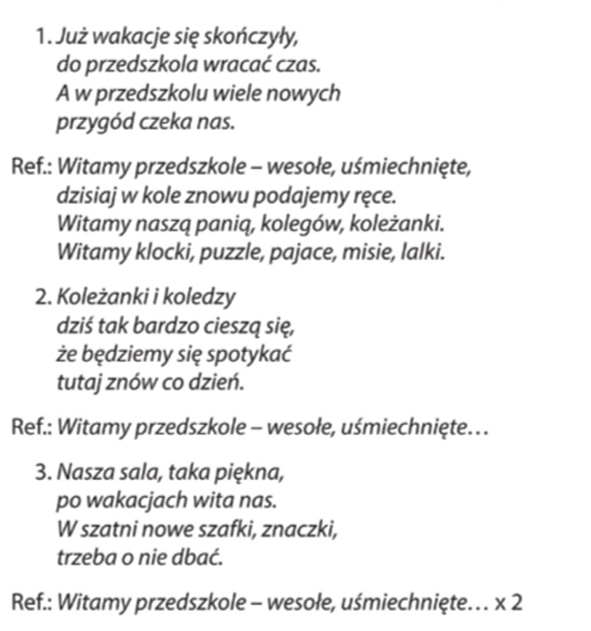 1. Już wakacje się skończyły,
do przedszkola wracać czas.
A w przedszkolu wiele nowych
przygód czeka nas.
Ref.: Witamy przedszkole – wesołe, uśmiechnięte,
dzisiaj w kole znowu podajemy ręce.
Witamy naszą panią, kolegów, koleżanki.
Witamy klocki, puzzle, pajace, misie, lalki.
2. Koleżanki i koledzy
dziś tak bardzo cieszą się,
że będziemy się spotykać
tutaj znów co dzień.
Ref.: Witamy przedszkole – wesołe, uśmiechnięte…
3. Nasza sala, taka piękna,
po wakacjach wita nas.
W szatni nowe szafki, znaczki,
trzeba o nie dbać.
Ref.: Witamy przedszkole – wesołe, uśmiechnięte… x 2